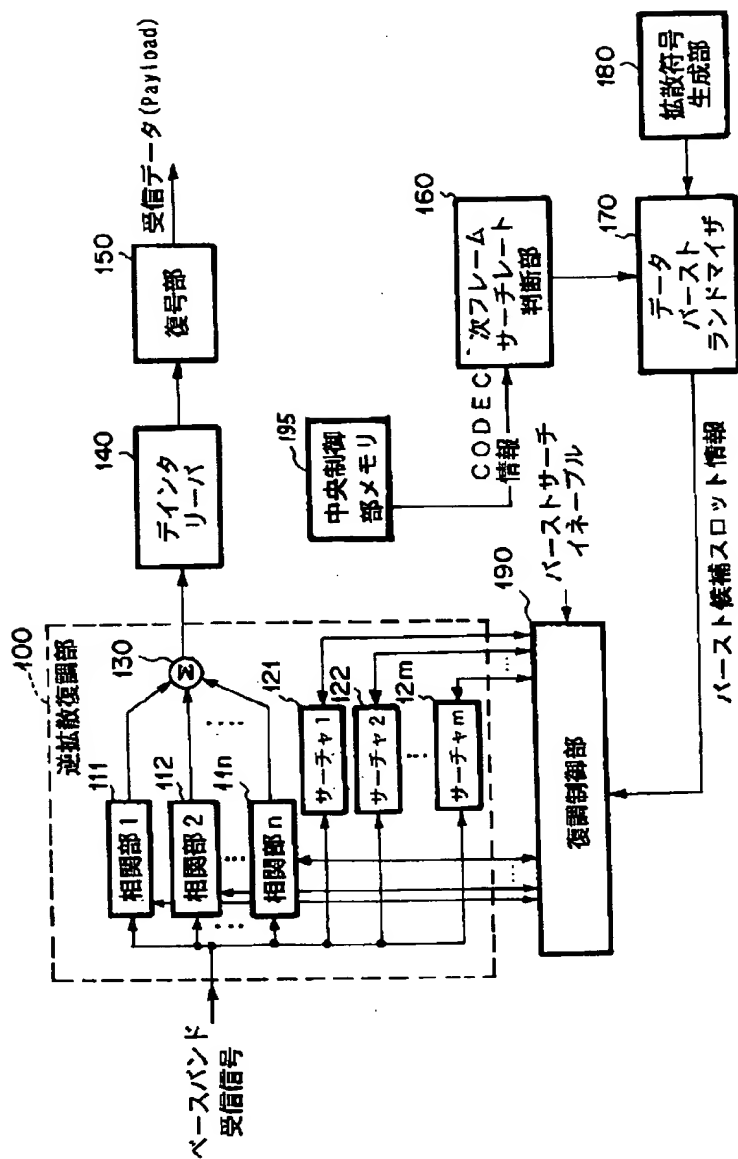 ベースバンド
受信信号
100
逆拡散復調部
111
相関部 1
112
相関部 2
11n
相関部 n
130
Σ
121
サーチャ 1
122
サーチャ 2
12m
サーチャ m
140
デインタ
リーバ
150
復号部
受信データ (Payload)
195
中央制御
部メモリ
CODEC
情報
160
次フレーム
サーチレート
判断部
180
拡散符号
生成部
170
データ
バースト
ランドマイザ
バーストサーチ
イネーブル
190
復調制御部
バースト候補スロット情報